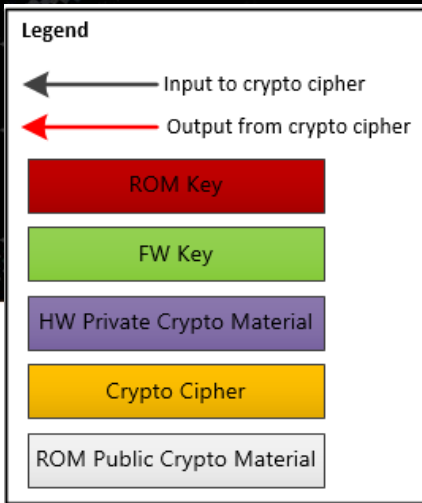 Legend
Input to crypto cipher
Output from crypto cipher
ROM Key
FW Key
HW Private Crypto Material
Crypto Cipher
ROM Public Crypto Material